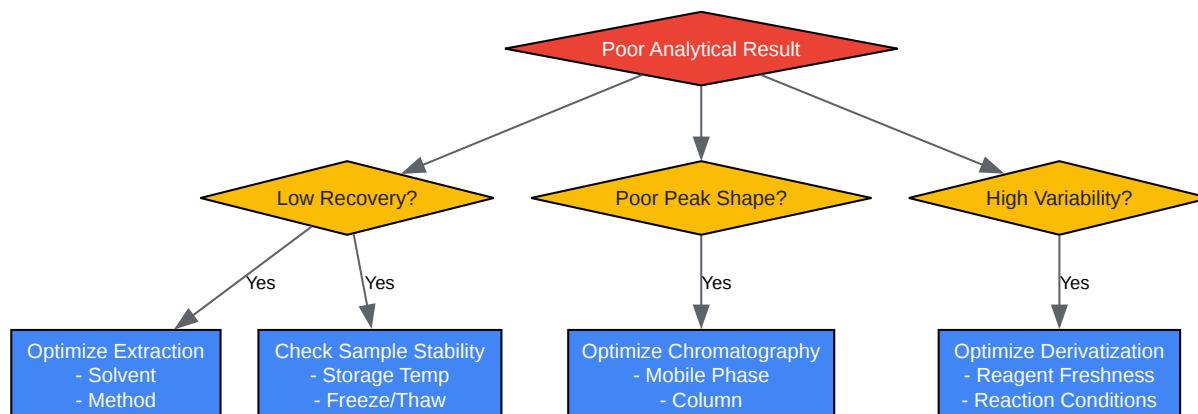 Poor Analytical Result
Low Recovery?
Poor Peak Shape?
High Variability?
Yes
Yes
Yes
Yes
Optimize Extraction
- Solvent
- Method
Check Sample Stability
- Storage Temp
- Freeze/Thaw
Optimize Chromatography
- Mobile Phase
- Column
Optimize Derivatization
- Reagent Freshness
- Reaction Conditions